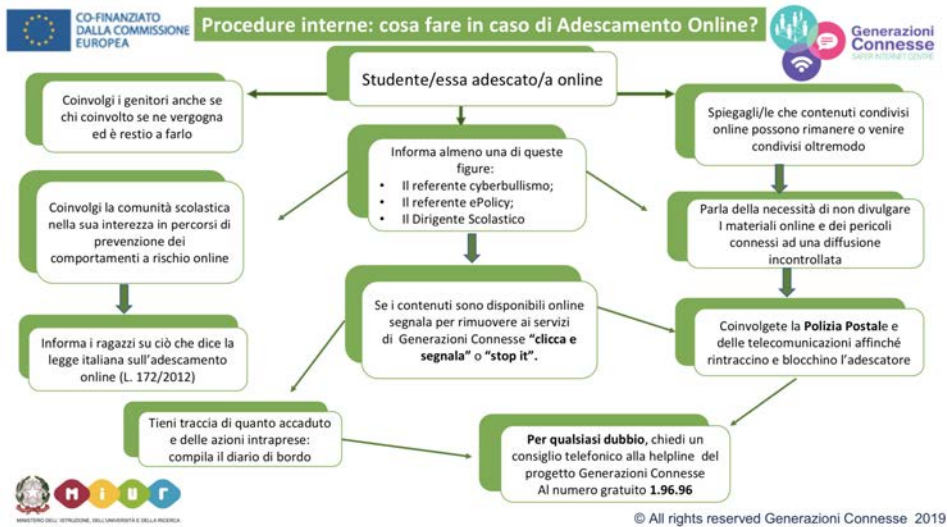 CO-FINANZIATO
DALLA COMMISSIONE
EUROPEA
Procedure interne: cosa fare in caso di Adescamento Online?
Generazioni
Connesse
SAFER INTERNET CENTRE
Studente/essa adescato/a online
Coinvolgi i genitori anche se
chi coinvolto se ne vergogna
ed è restio a farlo
Informa almeno una di queste
figure:
• Il referente cyberbullismo;
• Il referente ePolicy;
• Il Dirigente Scolastico
Spiegagli/le che contenuti condivisi
online possono rimanere o venire
condivisi oltremodo
Coinvolgi la comunità scolastica
nella sua interezza in percorsi di
prevenzione dei
comportamenti a rischio online
Parla della necessità di non divulgare
I materiali online e dei pericoli
connessi ad una diffusione
incontrollata
Se i contenuti sono disponibili online
segnala per rimuovere ai servizi
di Generazioni Connesse “clicca e
segnala” o “stop it”.
Informa i ragazzi su ciò che dice la
legge italiana sull’adescamento
online (L. 172/2012)
Coinvolgete la Polizia Postale e
delle telecomunicazioni affinché
rintraccino e blocchino l’adescatore
Tieni traccia di quanto accaduto
e delle azioni intraprese:
compila il diario di bordo
Per qualsiasi dubbio, chiedi un
consiglio telefonico alla helpline del
progetto Generazioni Connesse
Al numero gratuito 1.96.96
MIUR
MINISTERO DELL’ISTRUZIONE, DELL’UNIVERSITÀ E DELLA RICERCA
© All rights reserved Generazioni Connesse 2019